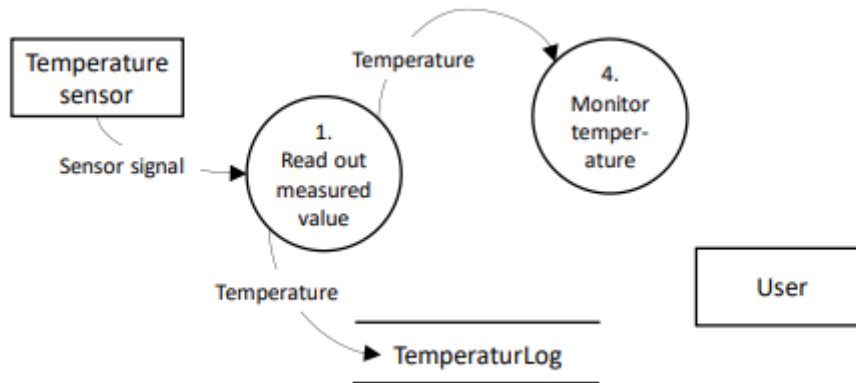 Temperature
sensor
Sensor signal
1.
Read out
measured
value
Temperature
4.
Monitor
temper-
ature
Temperature
TemperaturLog
User